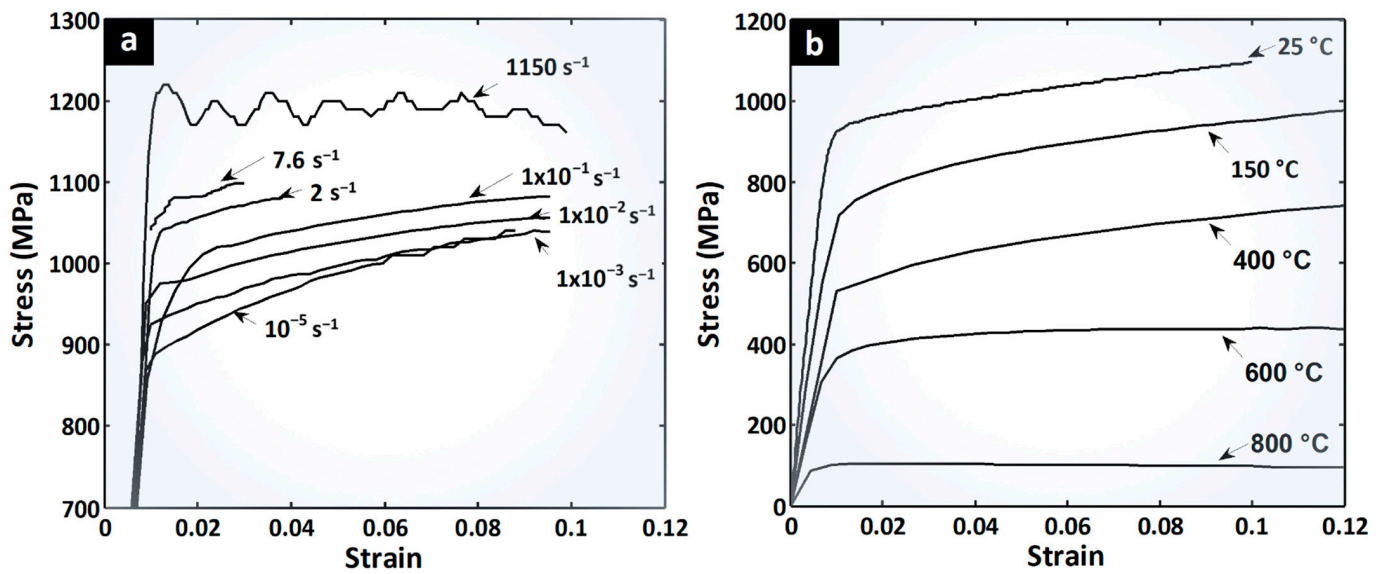 a
Stress (MPa)
1300
1200
1100
1000
900
800
700
0
0.02
0.04
0.06
0.08
0.1
0.12
Strain
1150 s⁻¹
7.6 s⁻¹
2 s⁻¹
1x10⁻¹ s⁻¹
1x10⁻² s⁻¹
1x10⁻³ s⁻¹
10⁻⁵ s⁻¹
b
Stress (MPa)
1200
1000
800
600
400
200
0
0
0.02
0.04
0.06
0.08
0.1
0.12
Strain
25 °C
150 °C
400 °C
600 °C
800 °C